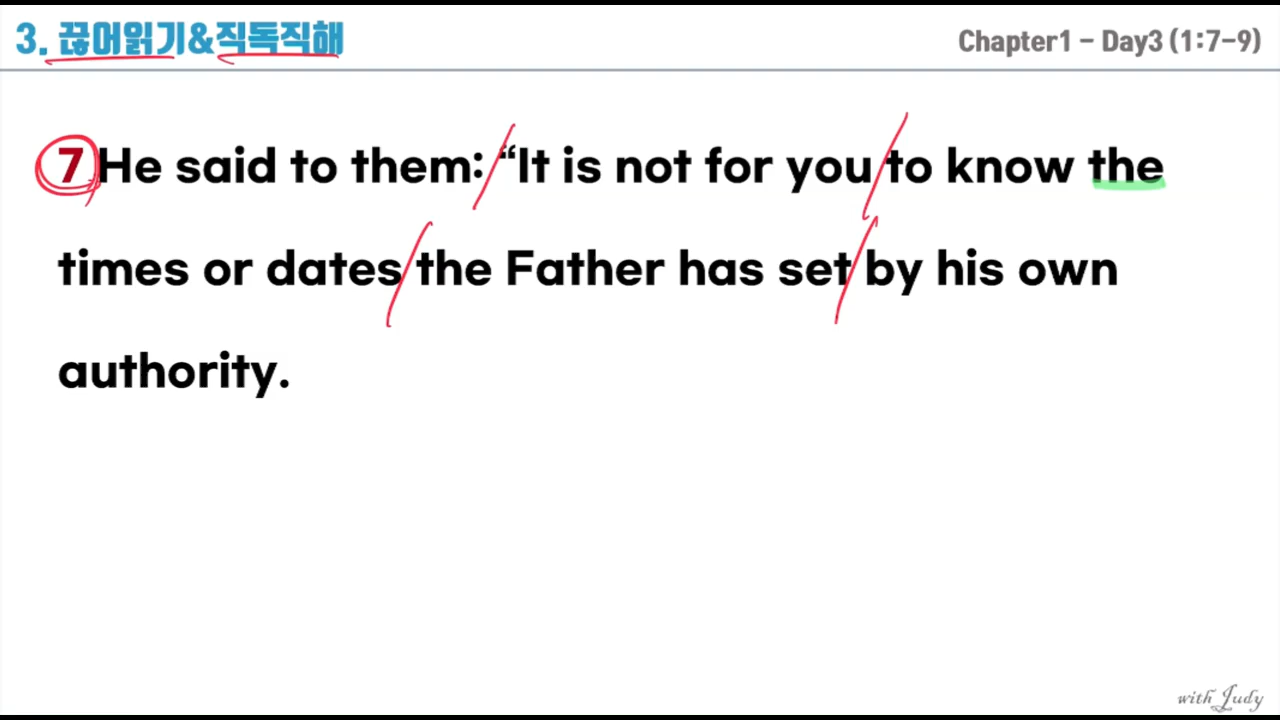 3. 끊어읽기&직독직해
Chapter1 - Day3 (1:7-9)
7 He said to them: “It is not for you to know the
times or dates the Father has set by his own
authority.
with Judy